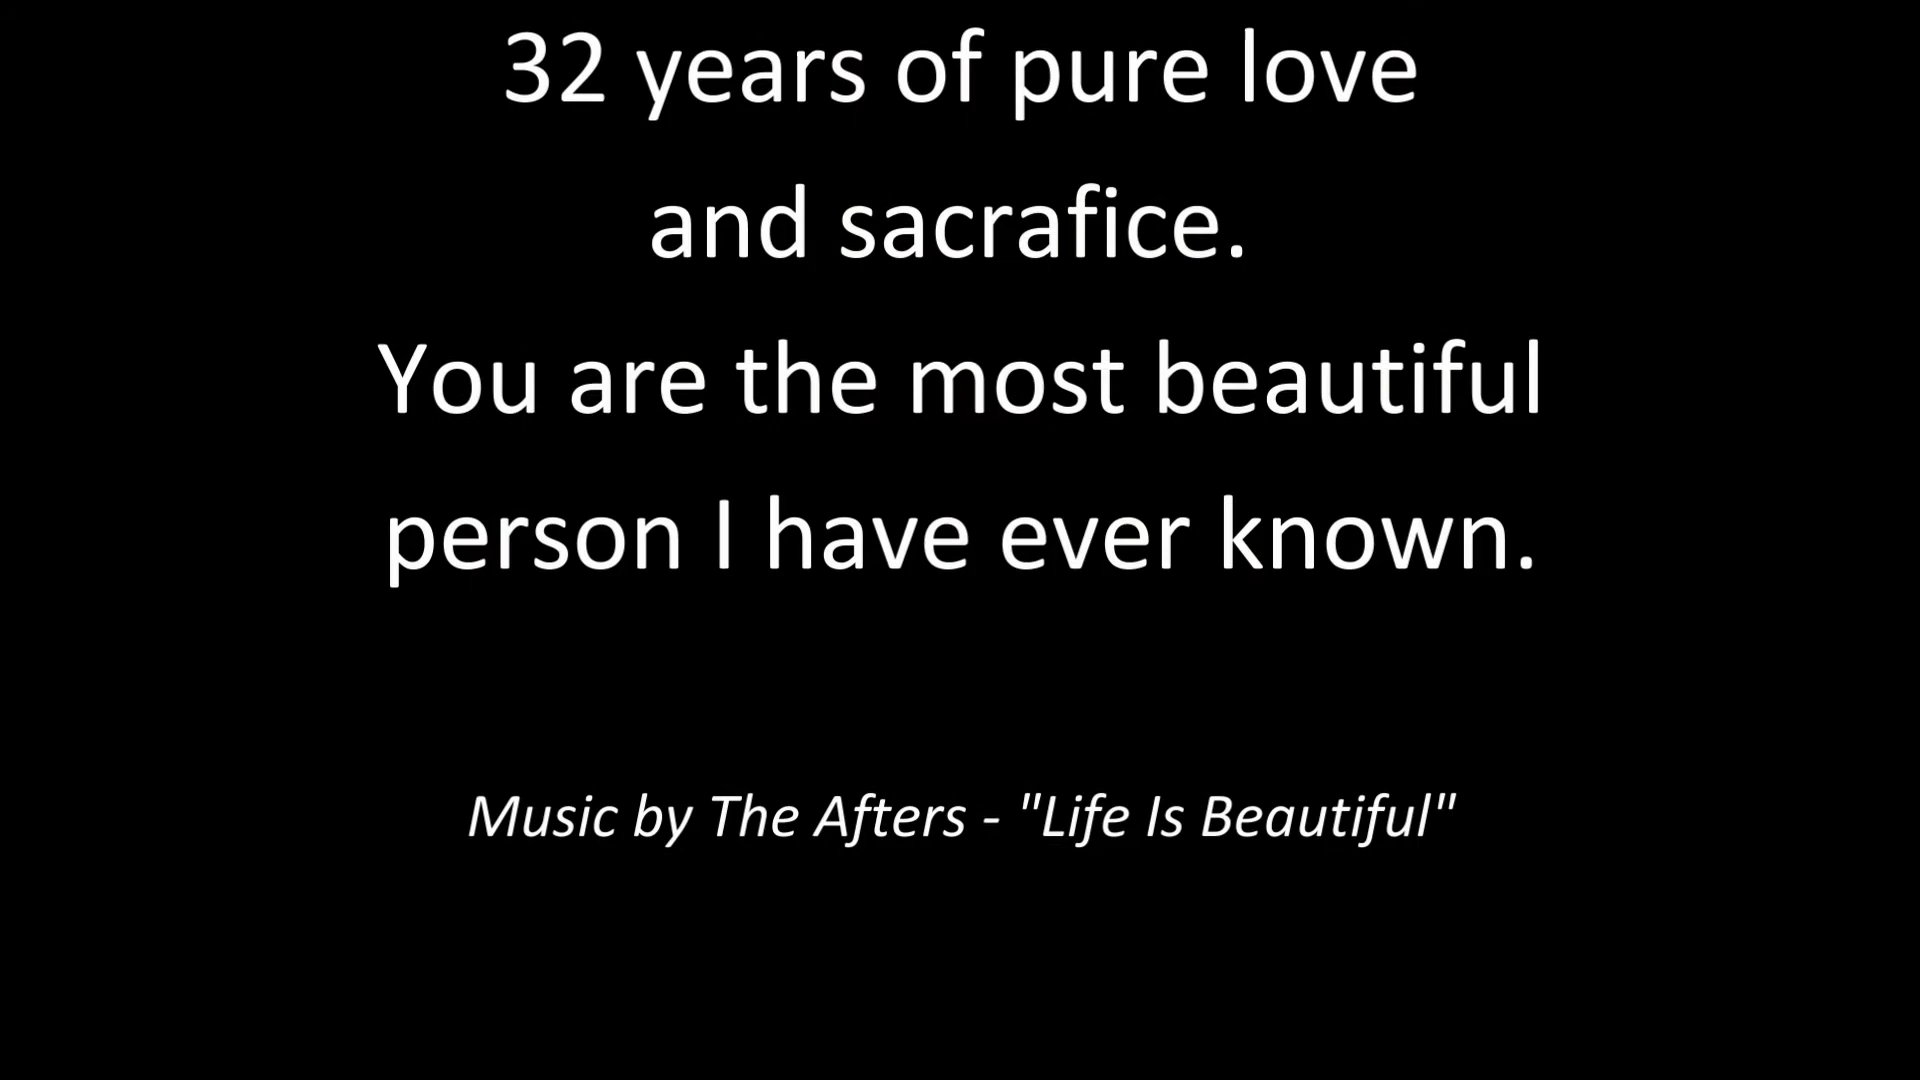 32 years of pure love
and sacrafice.
You are the most beautiful
person I have ever known.
Music by The Afters - "Life Is Beautiful"